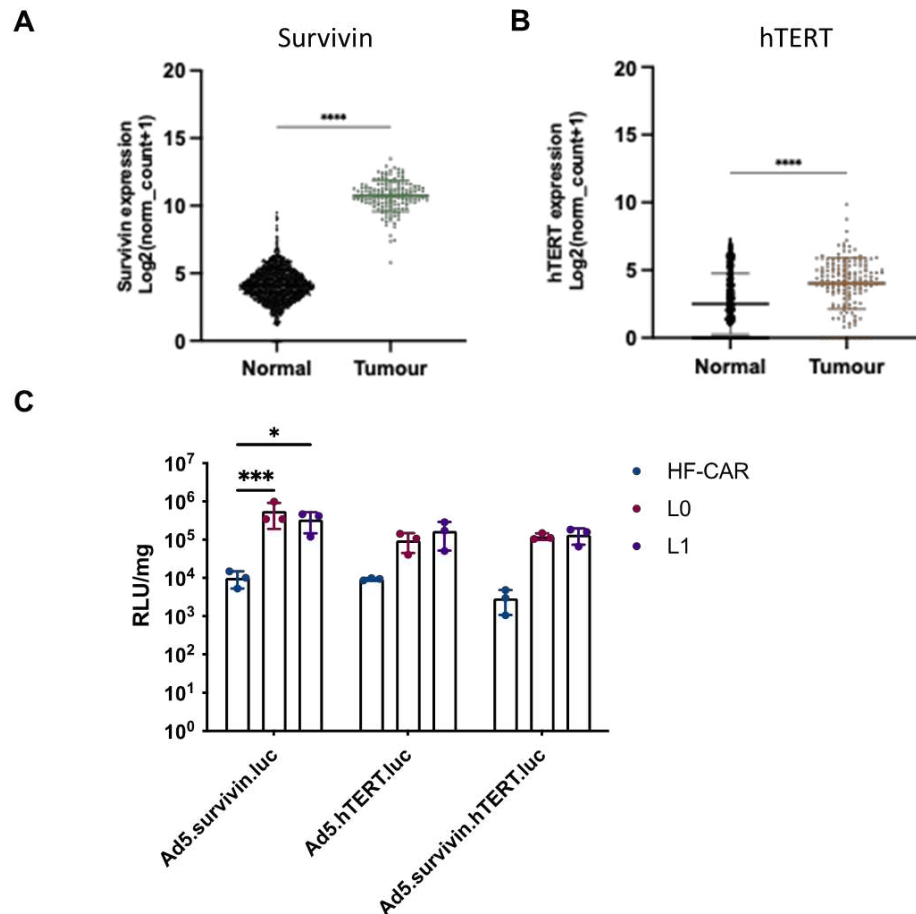 A
Survivin
Survivin expression
Log2(norm_count+1)
20
15
10
5
0
****
Normal
Tumour
B
hTERT
hTERT expression
Log2(norm_count+1)
20
15
10
5
0
****
Normal
Tumour
C
RLU/mg
10⁷
10⁶
10⁵
10⁴
10³
10²
10¹
10⁰
*
***
Ad5.survivin.luc
Ad5.hTERT.luc
Ad5.survivin.hTERT.luc
HF-CAR
L0
L1